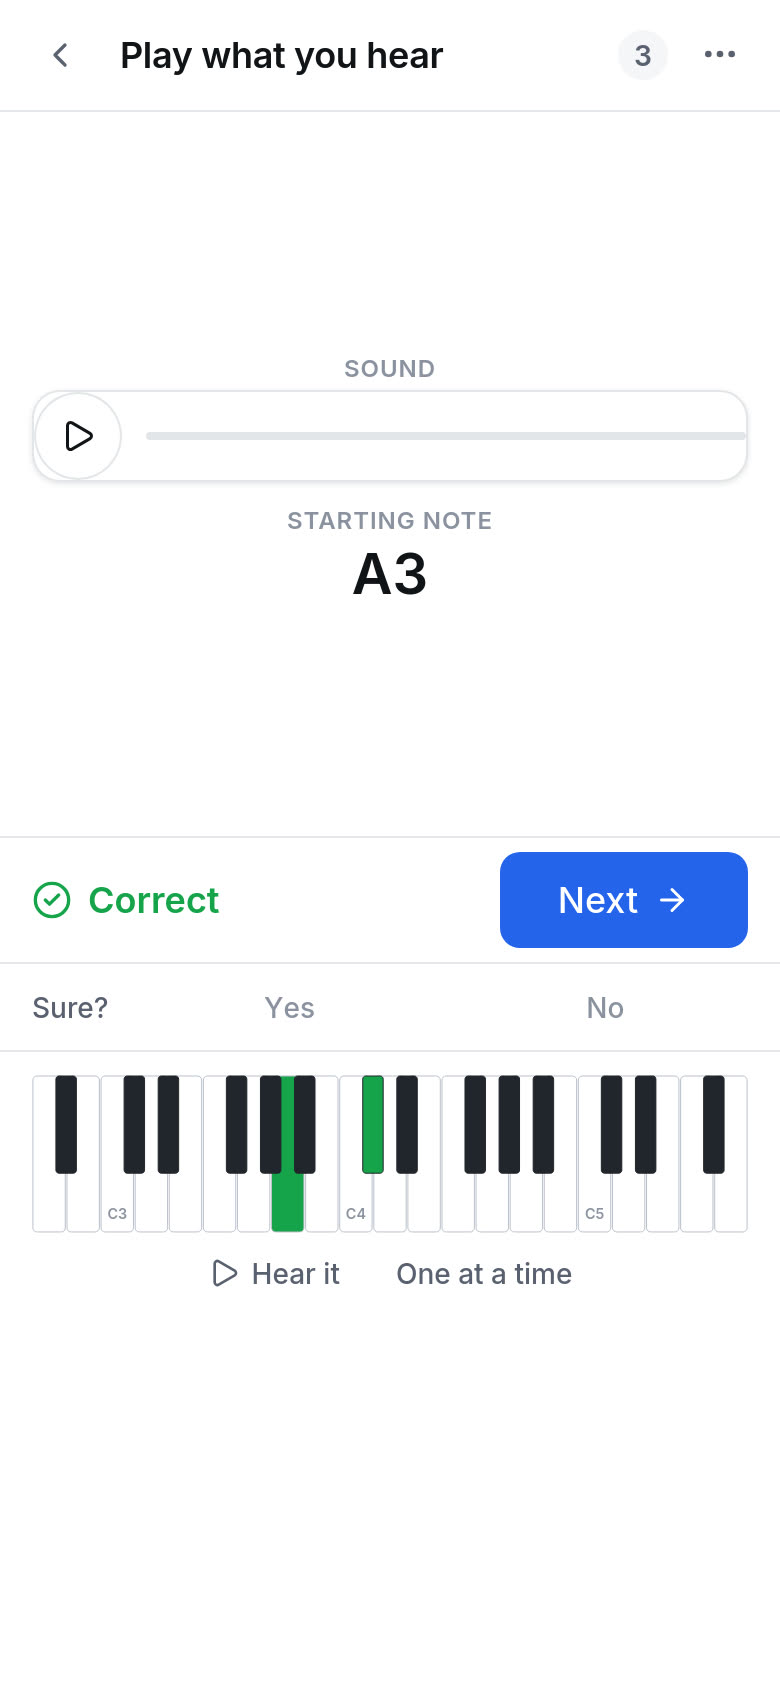 Play what you hear
3
SOUND
STARTING NOTE
A3
Correct
Next
Sure?
Yes
No
C3
C4
C5
Hear it
One at a time